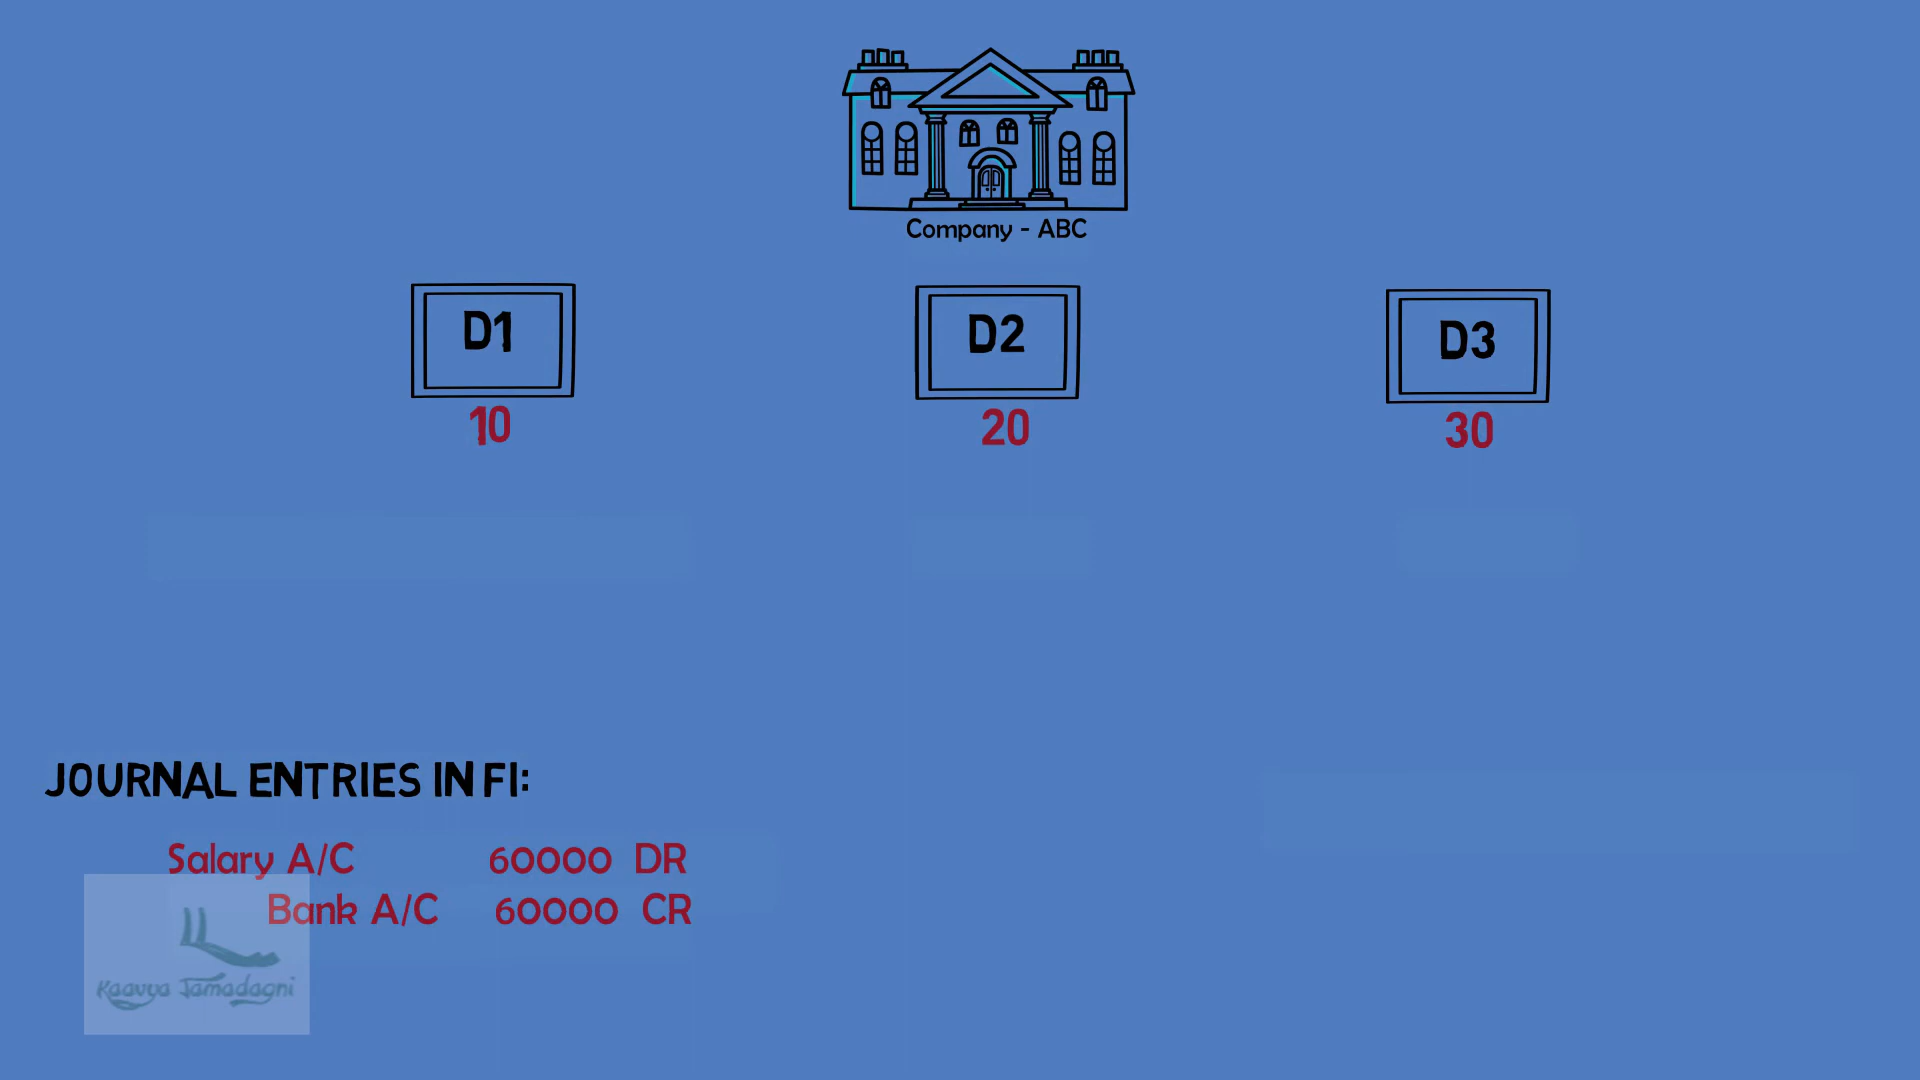 Company - ABC
D1
D2
D3
10
20
30
JOURNAL ENTRIES IN FI:
Salary A/C 60000 DR
Bank A/C 60000 CR
Kaavya Jamadagni